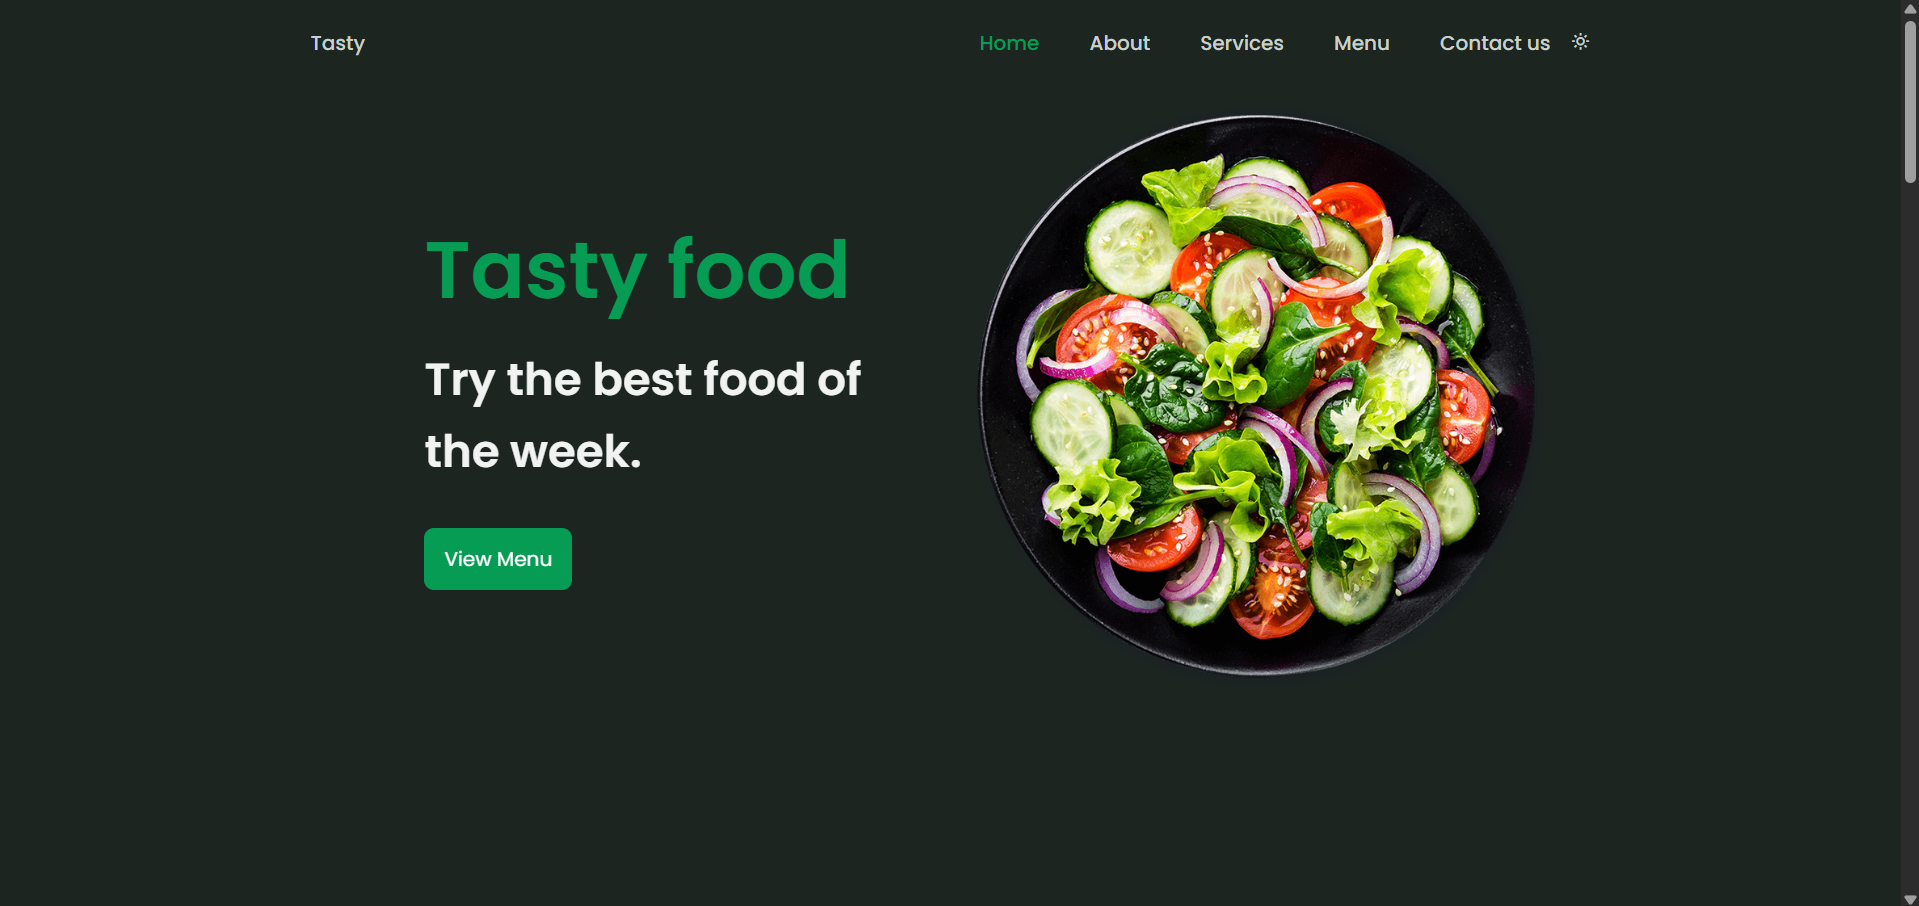 Tasty
Home About Services Menu Contact us
Tasty food
Try the best food of
the week.
View Menu